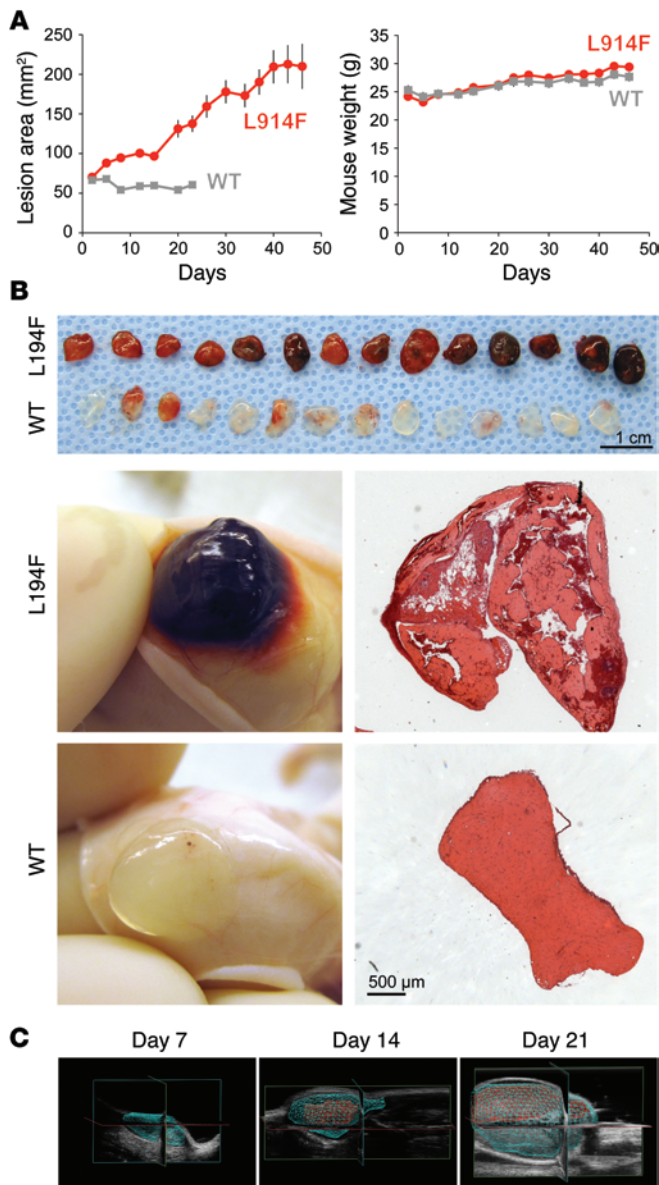 A
Lesion area (mm²)
250
200
150
100
50
0
0
10
20
30
40
50
Days
L914F
WT
Mouse weight (g)
35
30
25
20
15
10
5
0
0
10
20
30
40
50
Days
L914F
WT
B
L194F
WT
1 cm
L194F
WT
500 µm
C
Day 7
Day 14
Day 21